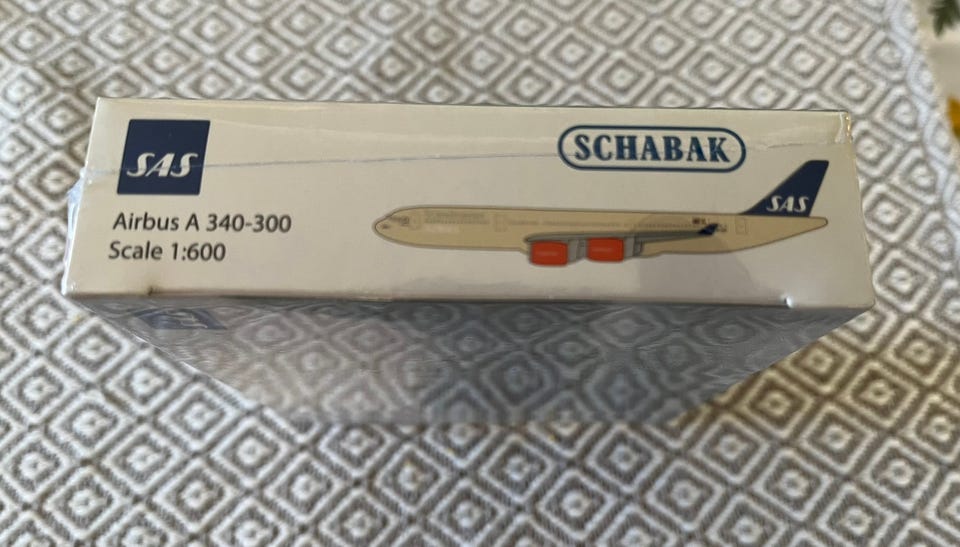 SAS
SCHABAK
Airbus A 340-300
Scale 1:600
SAS